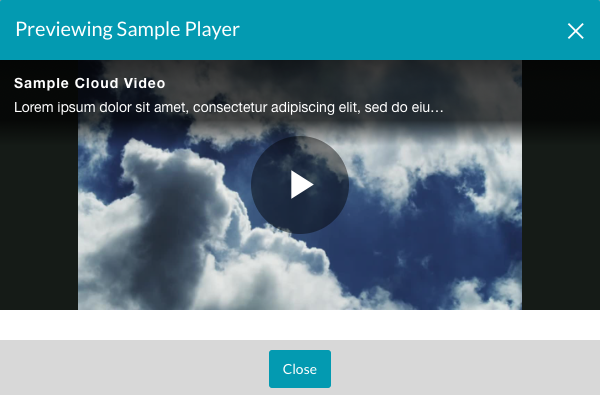 Previewing Sample Player
Sample Cloud Video
Lorem ipsum dolor sit amet, consectetur adipiscing elit, sed do eiu…
Close